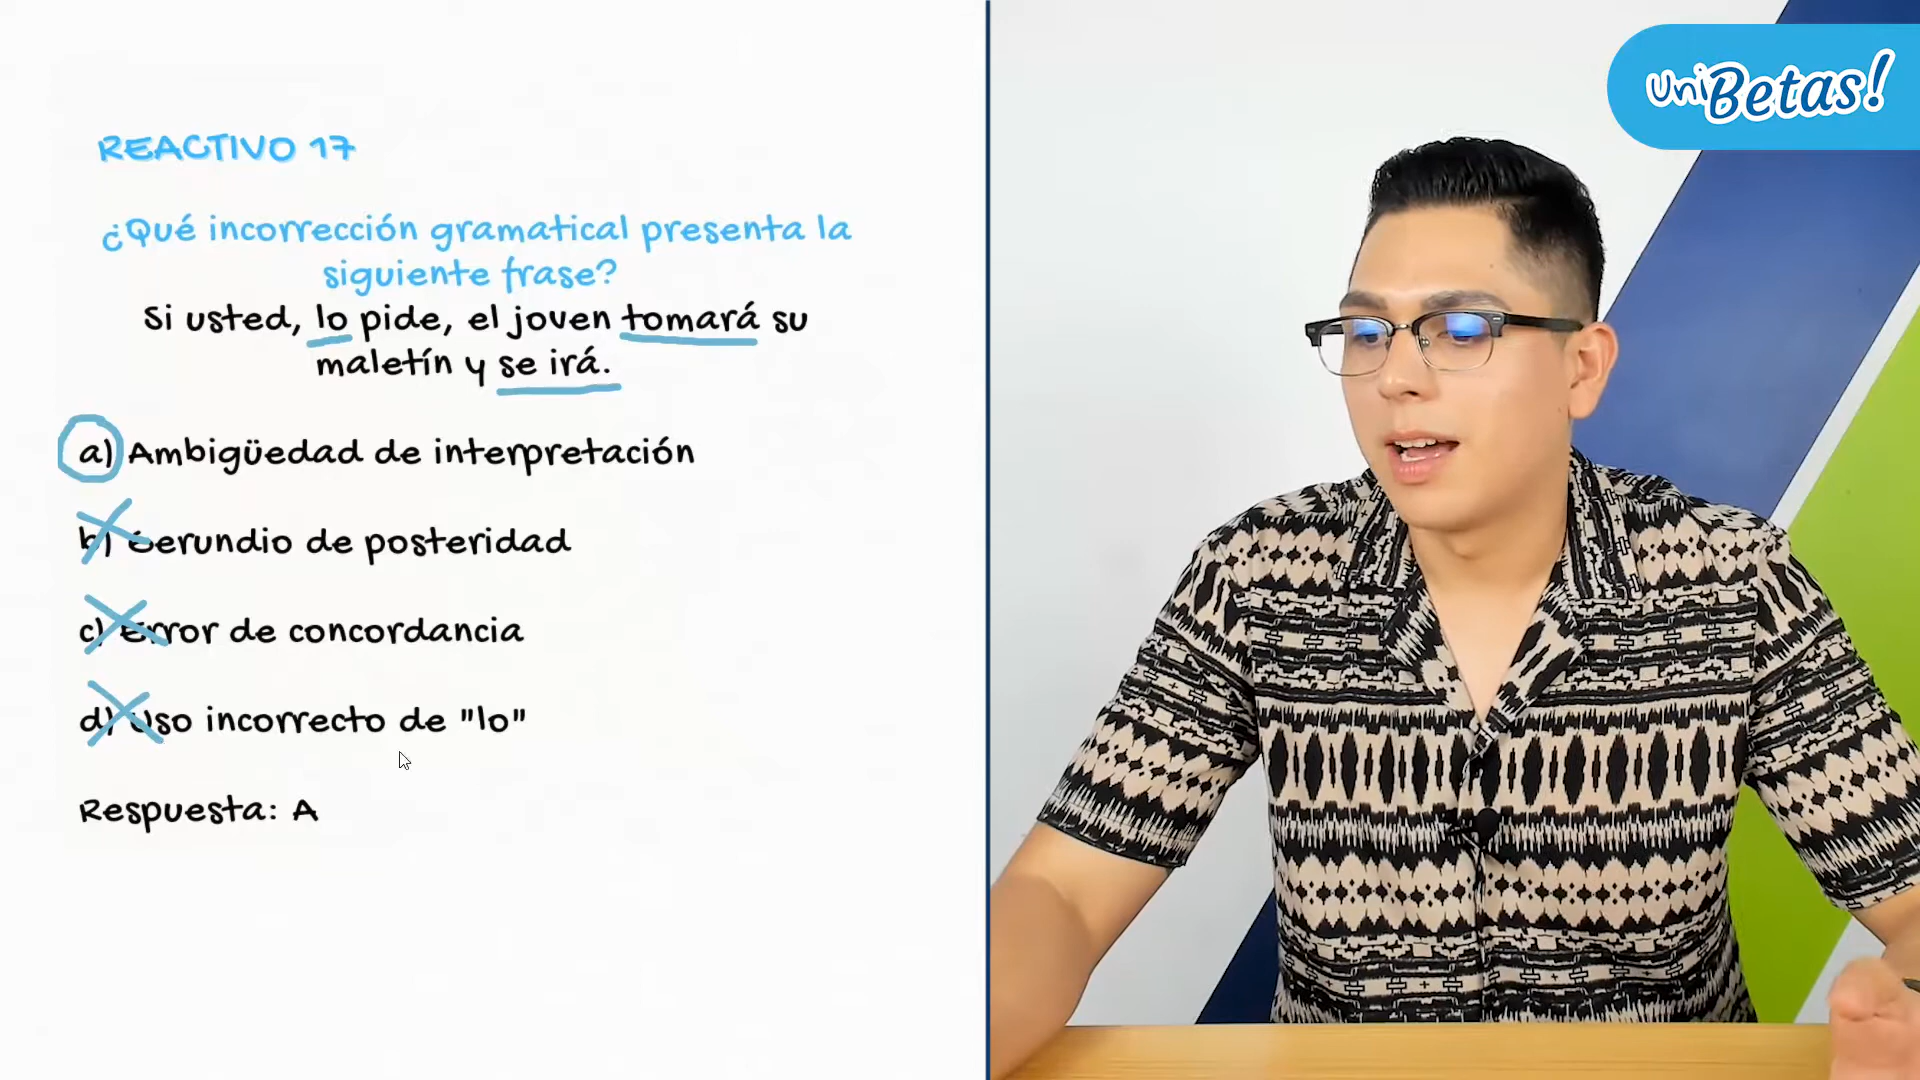 REACTIVO 17
¿Qué incorrección gramatical presenta la
siguiente frase?
Si usted, lo pide, el joven tomará su
maletín y se irá.
a) Ambigüedad de interpretación
b) Gerundio de posteridad
c) Error de concordancia
d) Uso incorrecto de "lo"
Respuesta: A
uniBetas!